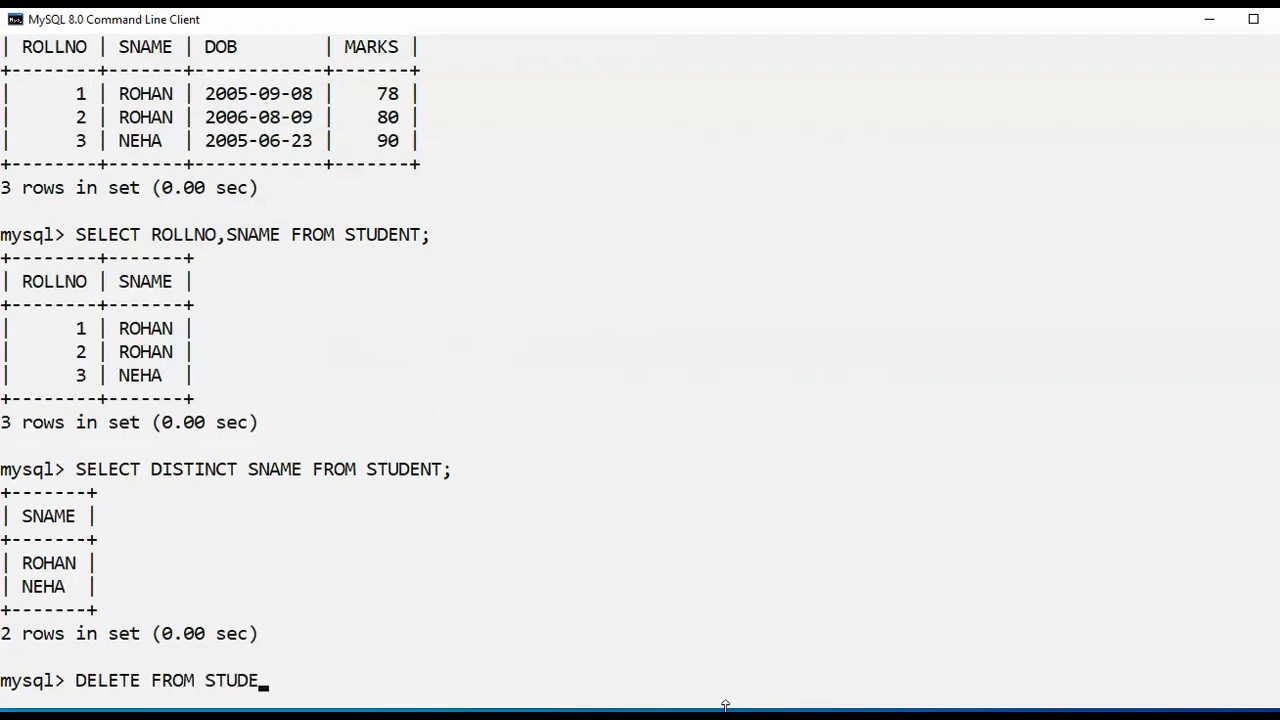 MySQL 8.0 Command Line Client
| ROLLNO | SNAME | DOB        | MARKS |
+--------+-------+------------+-------+
|      1 | ROHAN | 2005-09-08 |    78 |
|      2 | ROHAN | 2006-08-09 |    80 |
|      3 | NEHA  | 2005-06-23 |    90 |
+--------+-------+------------+-------+
3 rows in set (0.00 sec)
mysql> SELECT ROLLNO,SNAME FROM STUDENT;
+--------+-------+
| ROLLNO | SNAME |
+--------+-------+
|      1 | ROHAN |
|      2 | ROHAN |
|      3 | NEHA  |
+--------+-------+
3 rows in set (0.00 sec)
mysql> SELECT DISTINCT SNAME FROM STUDENT;
+-------+
| SNAME |
+-------+
| ROHAN |
| NEHA  |
+-------+
2 rows in set (0.00 sec)
mysql> DELETE FROM STUDE_